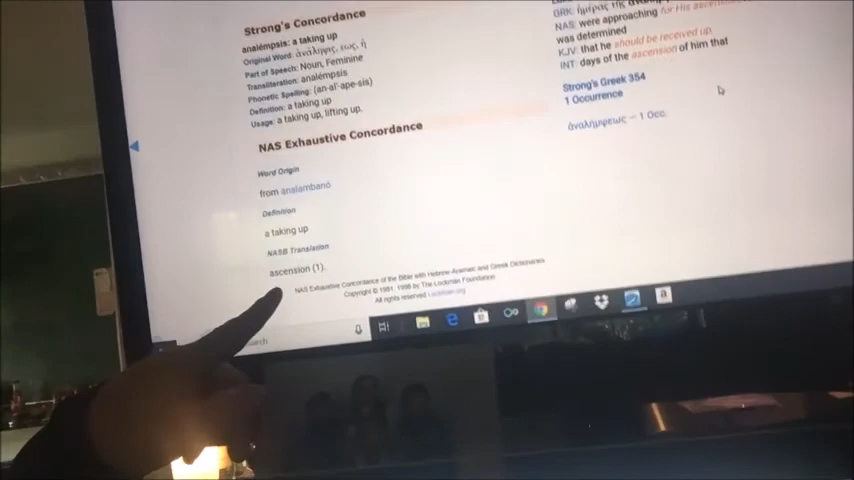 Strong's Concordance
analémpsis: a taking up
Original Word: ἀνάληψις, εως, ἡ
Part of Speech: Noun, Feminine
Transliteration: analémpsis
Phonetic Spelling: (an-al'-ape-sis)
Definition: a taking up
Usage: a taking up, lifting up.
NAS Exhaustive Concordance
Word Origin
from analambanó
Definition
a taking up
NASB Translation
ascension (1).
NAS Exhaustive Concordance of the Bible with Hebrew-Aramaic and Greek Dictionaries
Copyright © 1981, 1998 by The Lockman Foundation
All rights reserved Lockman.org
GRK: ἡμέρας τῆς
NAS: were approaching for His ascension
was determined
KJV: that he should be received up
INT: days of the ascension of him that
Strong's Greek 354
1 Occurrence
ἀναλήμψεως — 1 Occ.